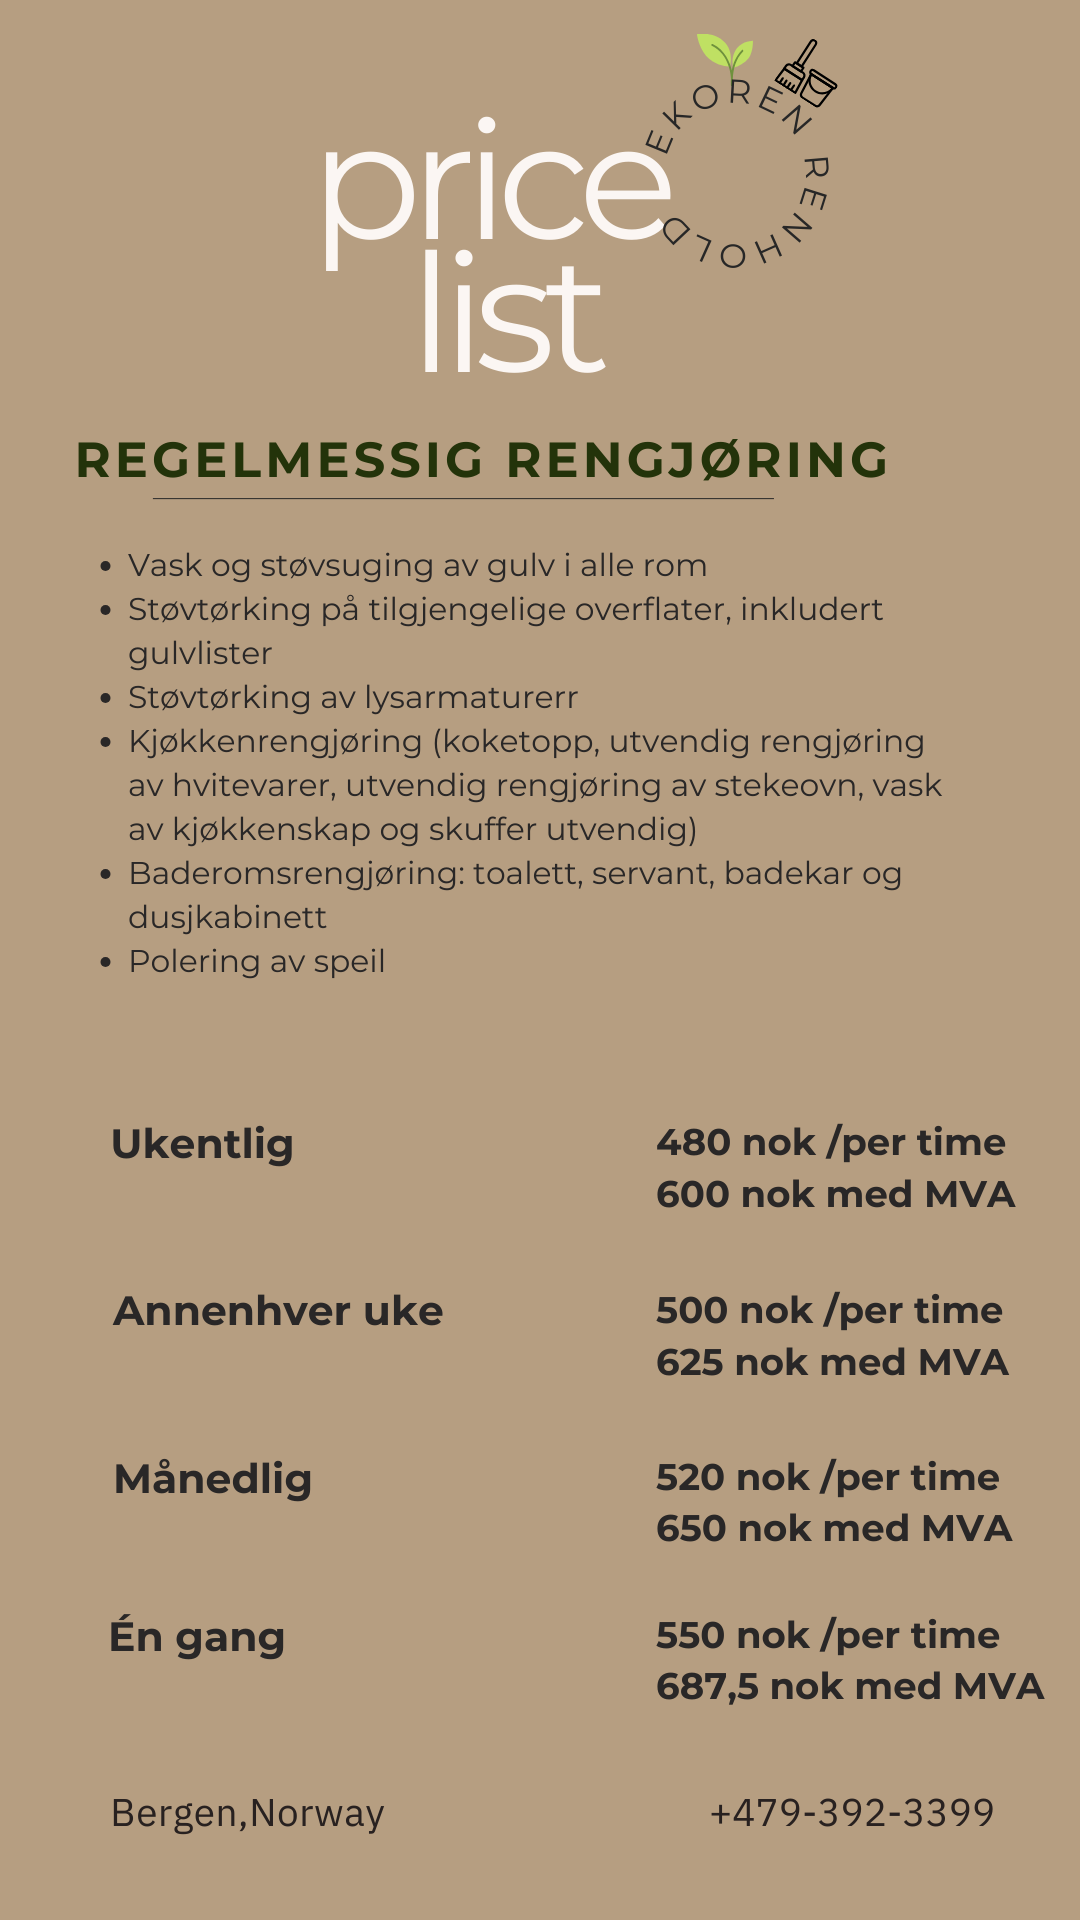 EKOREN RENHOLD
price
list
REGELMESSIG RENGJØRING
• Vask og støvsuging av gulv i alle rom
• Støvtørking på tilgjengelige overflater, inkludert
gulvlister
• Støvtørking av lysarmaturerr
• Kjøkkenrengjøring (koketopp, utvendig rengjøring
av hvitevarer, utvendig rengjøring av stekeovn, vask
av kjøkkenskap og skuffer utvendig)
• Baderomsrengjøring: toalett, servant, badekar og
dusjkabinett
• Polering av speil
Ukentlig
480 nok /per time
600 nok med MVA
Annenhver uke
500 nok /per time
625 nok med MVA
Månedlig
520 nok /per time
650 nok med MVA
Én gang
550 nok /per time
687,5 nok med MVA
Bergen,Norway
+479-392-3399